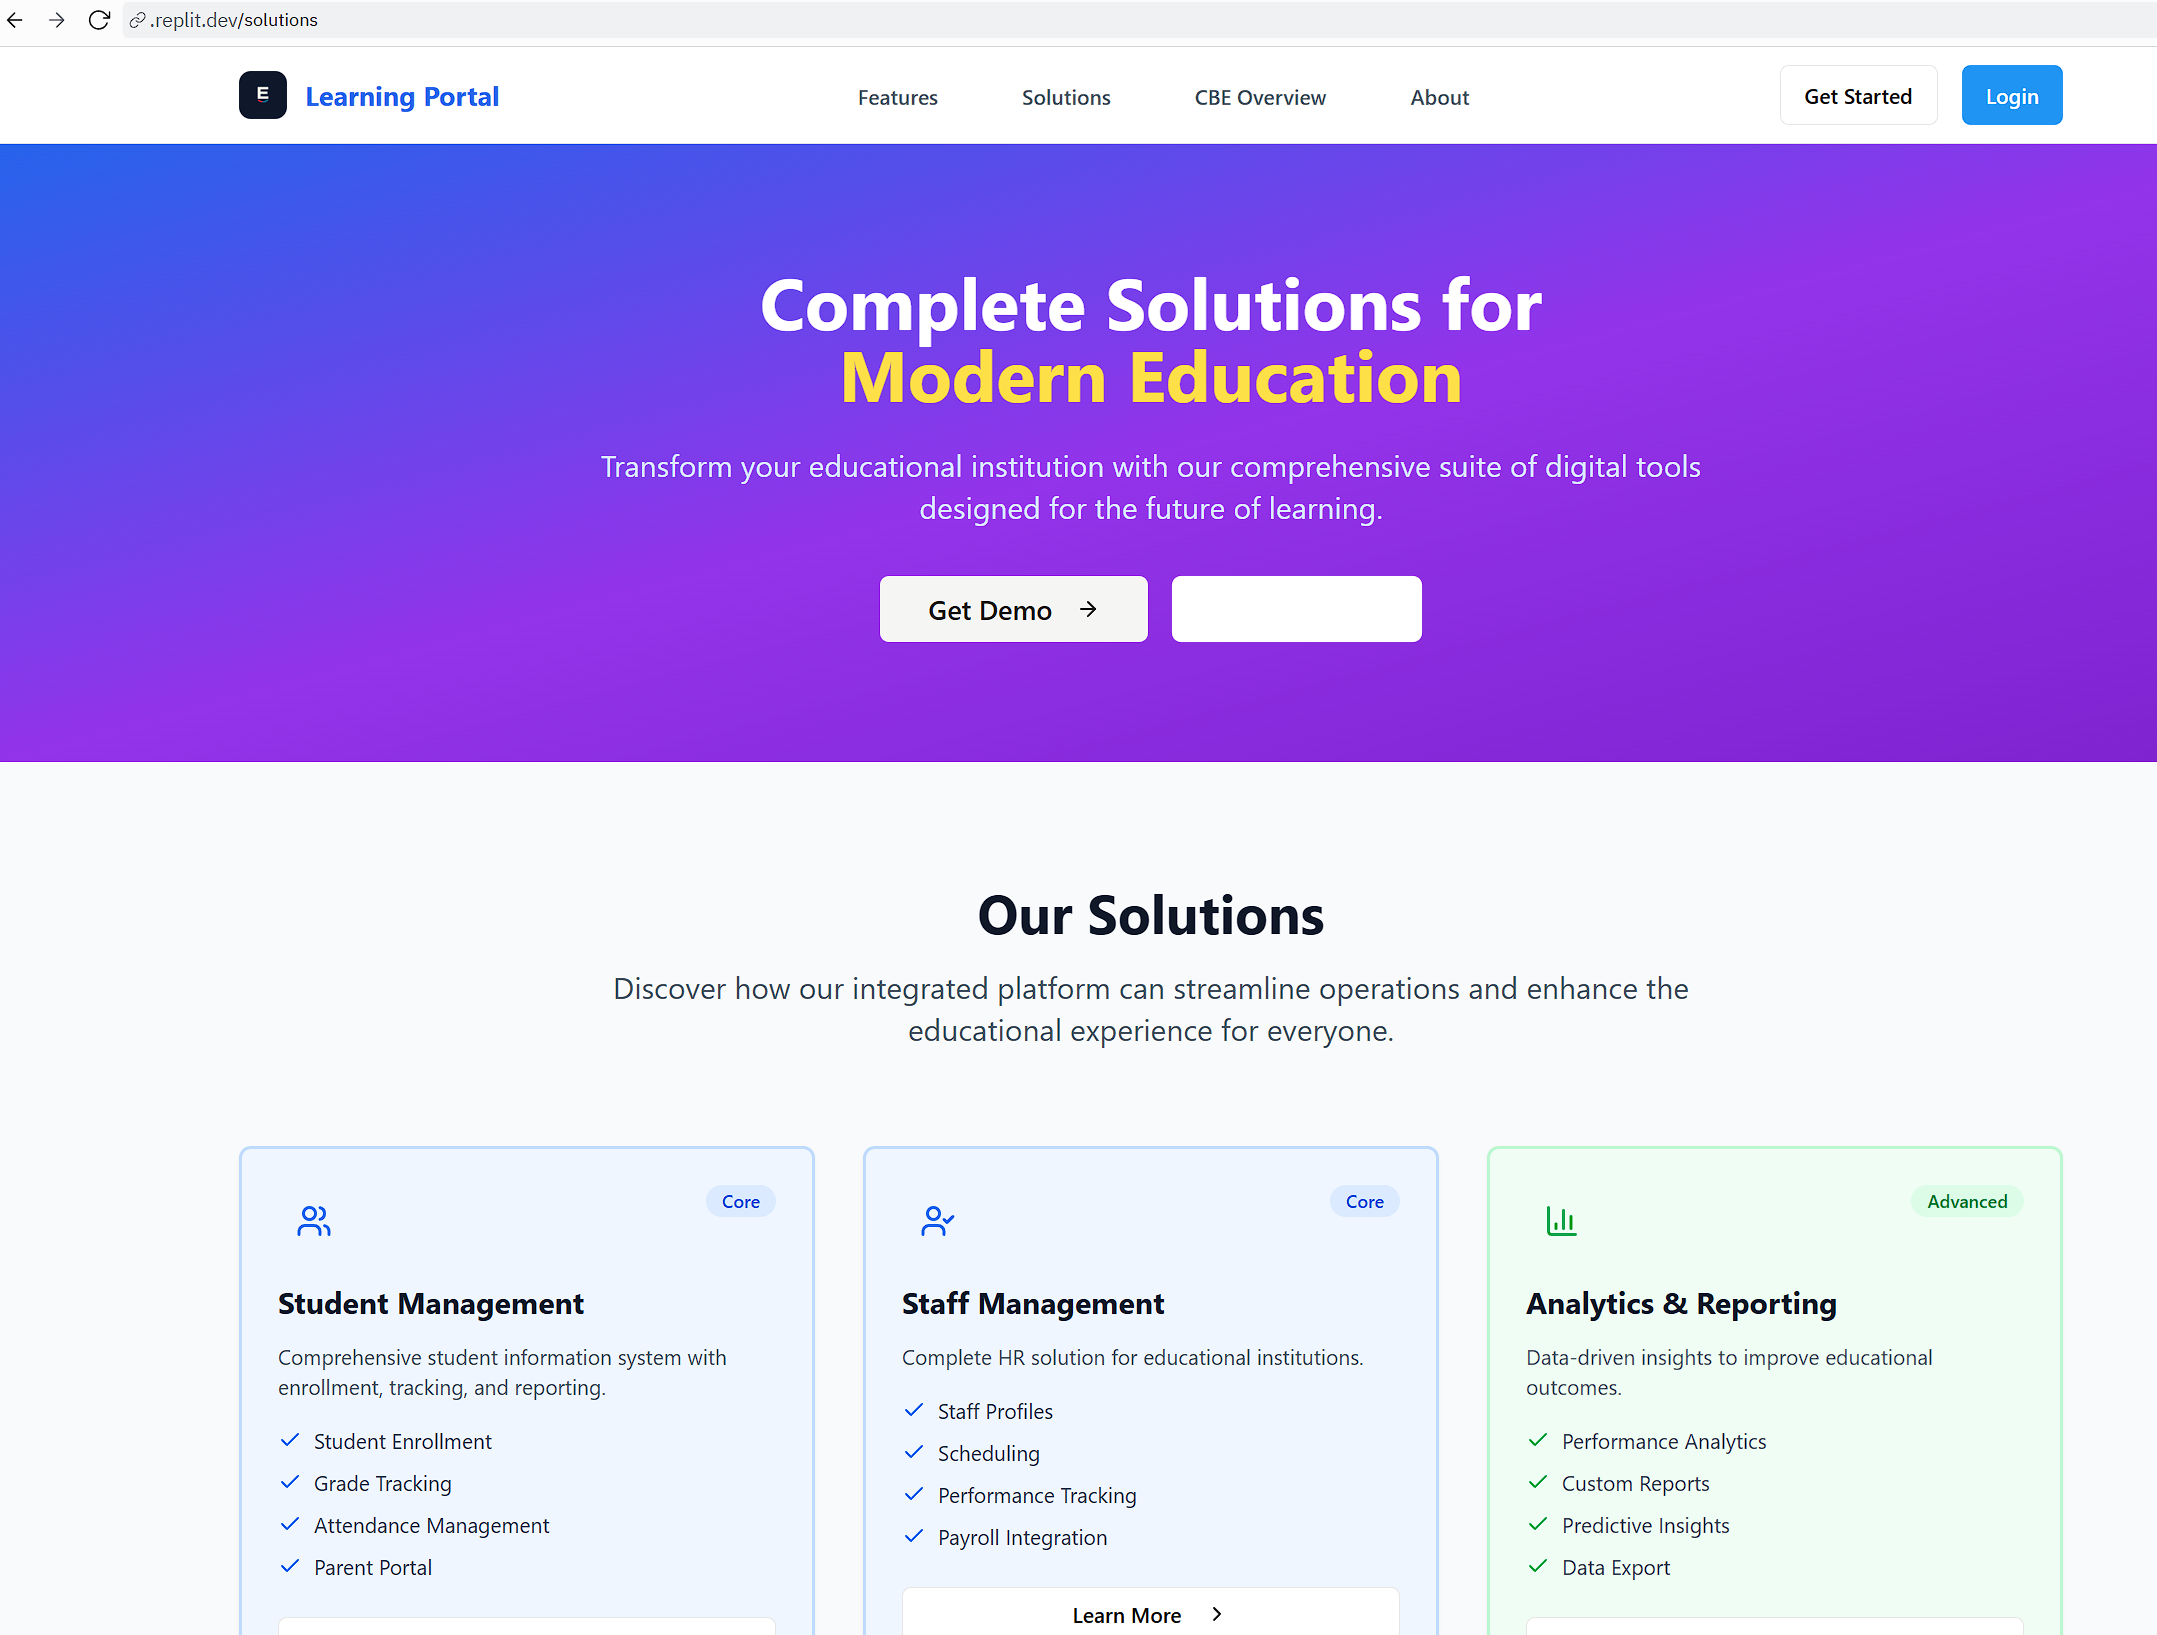 .replit.dev/solutions
E
Learning Portal
Features
Solutions
CBE Overview
About
Get Started
Login
Complete Solutions for
Modern Education
Transform your educational institution with our comprehensive suite of digital tools
designed for the future of learning.
Get Demo
Our Solutions
Discover how our integrated platform can streamline operations and enhance the
educational experience for everyone.
Core
Student Management
Comprehensive student information system with
enrollment, tracking, and reporting.
Student Enrollment
Grade Tracking
Attendance Management
Parent Portal
Core
Staff Management
Complete HR solution for educational institutions.
Staff Profiles
Scheduling
Performance Tracking
Payroll Integration
Learn More
Advanced
Analytics & Reporting
Data-driven insights to improve educational
outcomes.
Performance Analytics
Custom Reports
Predictive Insights
Data Export